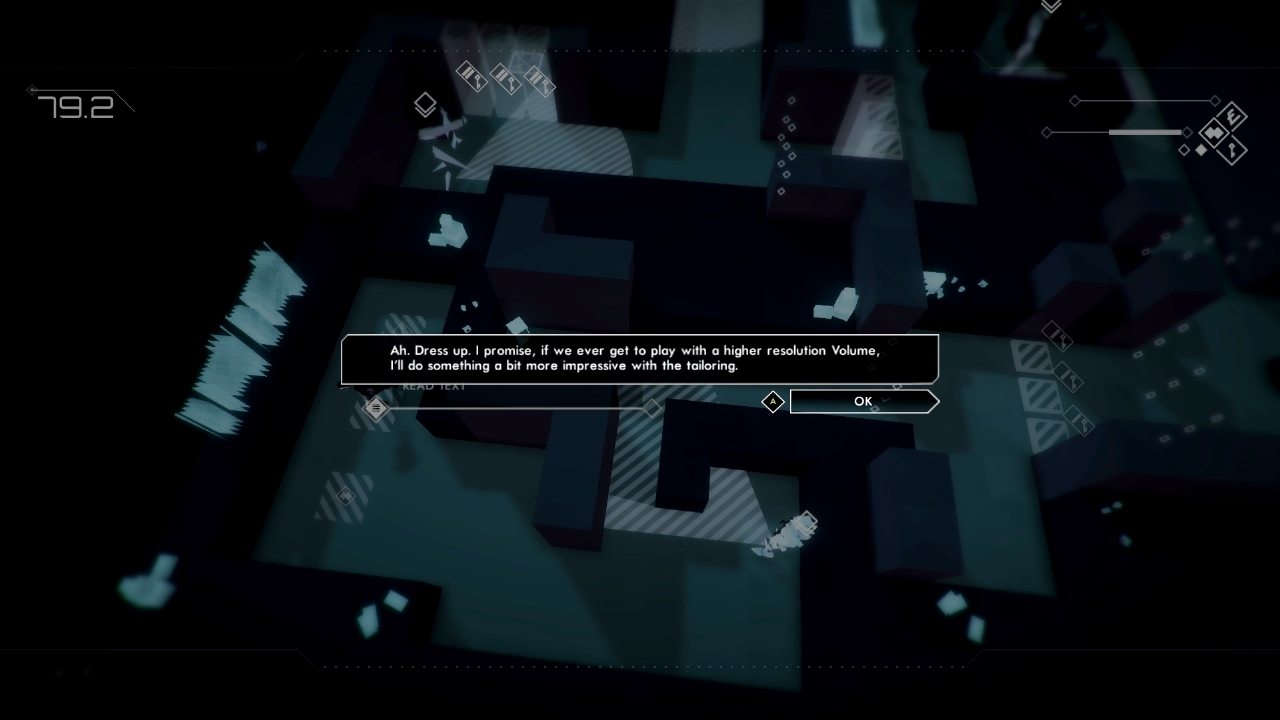 79.2
Ah. Dress up. I promise, if we ever get to play with a higher resolution Volume,
I'll do something a bit more impressive with the tailoring.
READ TEXT
A
OK